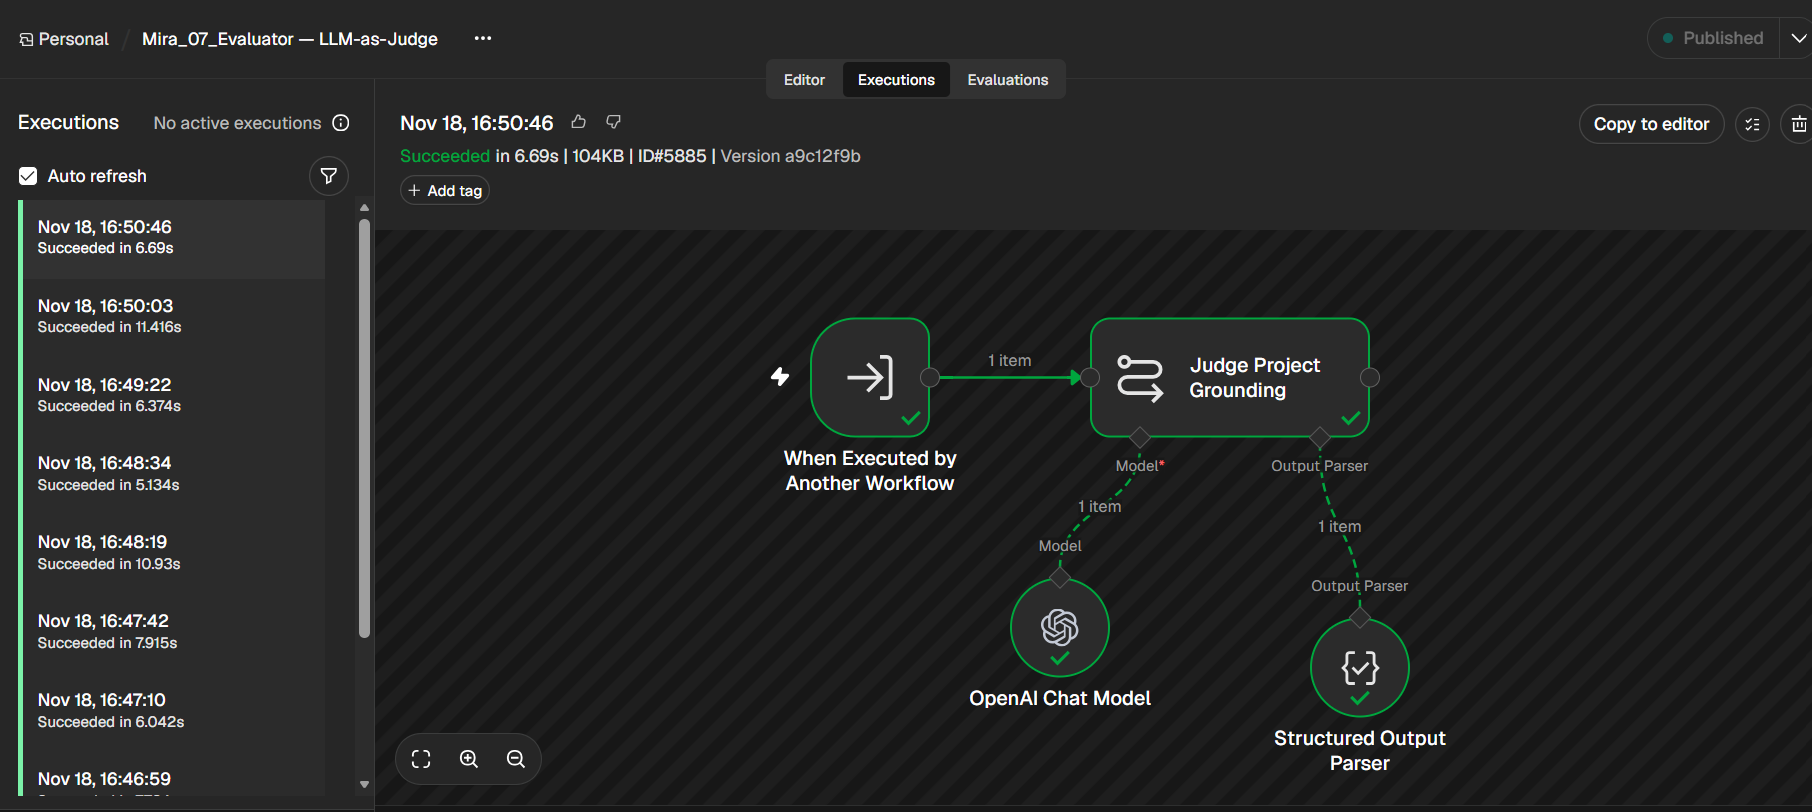 Personal / Mira_07_Evaluator — LLM-as-Judge ...
Published
Editor Executions Evaluations
Executions No active executions
Auto refresh
Nov 18, 16:50:46
Succeeded in 6.69s
Nov 18, 16:50:03
Succeeded in 11.416s
Nov 18, 16:49:22
Succeeded in 6.374s
Nov 18, 16:48:34
Succeeded in 5.134s
Nov 18, 16:48:19
Succeeded in 10.93s
Nov 18, 16:47:42
Succeeded in 7.915s
Nov 18, 16:47:10
Succeeded in 6.042s
Nov 18, 16:46:59
Nov 18, 16:50:46
Succeeded in 6.69s | 104KB | ID#5885 | Version a9c12f9b
+ Add tag
Copy to editor
1 item
Judge Project
Grounding
When Executed by
Another Workflow
Model*
Output Parser
1 item
1 item
Model
Output Parser
OpenAI Chat Model
Structured Output
Parser